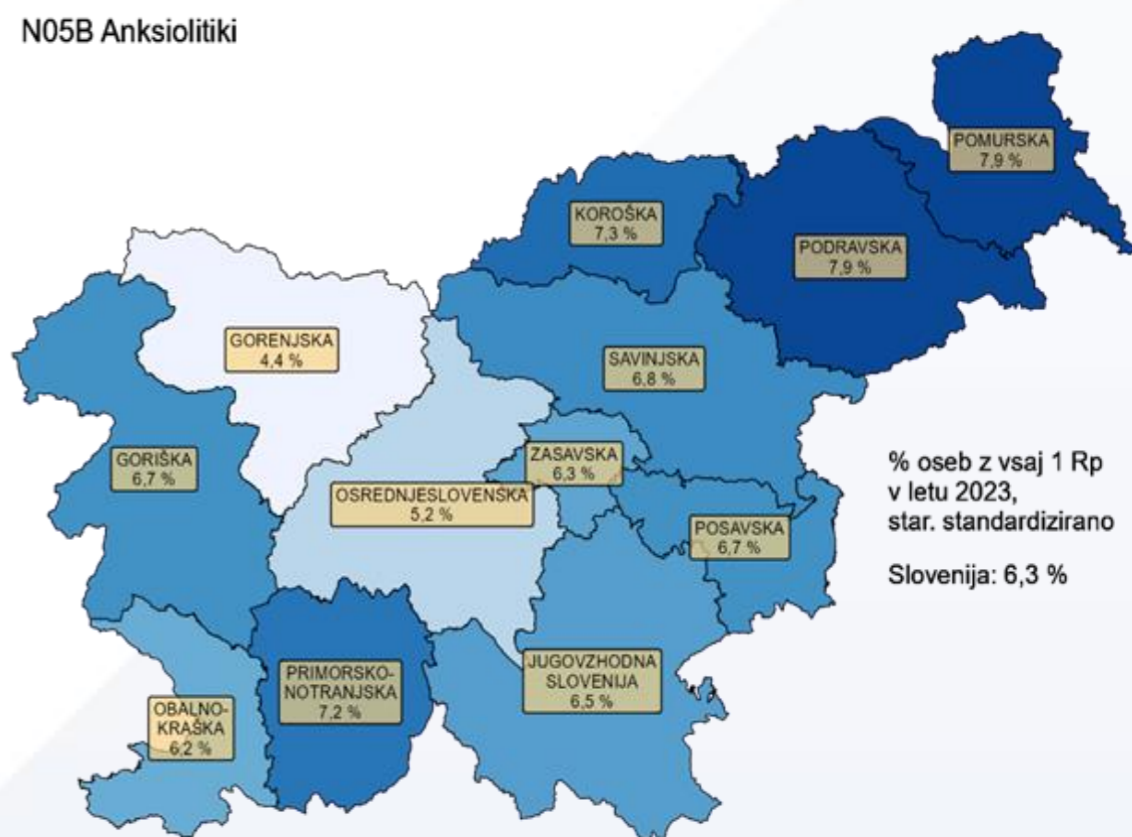 N05B Anksiolitiki
POMURSKA
7,9 %
KOROŠKA
7,3 %
PODRAVSKA
7,9 %
GORENJSKA
4,4 %
SAVINJSKA
6,8 %
GORIŠKA
6,7 %
ZASAVSKA
6,3 %
OSREDNJESLOVENSKA
5,2 %
POSAVSKA
6,7 %
% oseb z vsaj 1 Rp
v letu 2023,
star. standardizirano
Slovenija: 6,3 %
PRIMORSKO-
NOTRANJSKA
7,2 %
JUGOVZHODNA
SLOVENIJA
6,5 %
OBALNO-
KRAŠKA
6,2 %